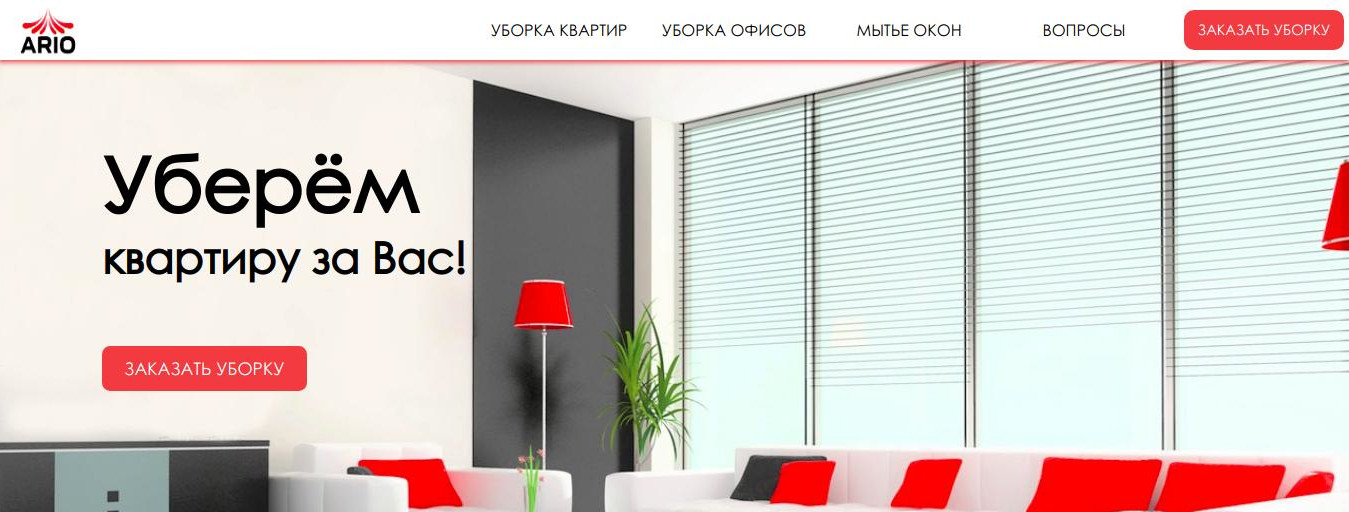 ARIO
УБОРКА КВАРТИР
УБОРКА ОФИСОВ
МЫТЬЕ ОКОН
ВОПРОСЫ
ЗАКАЗАТЬ УБОРКУ
Уберём
квартиру за Вас!
ЗАКАЗАТЬ УБОРКУ